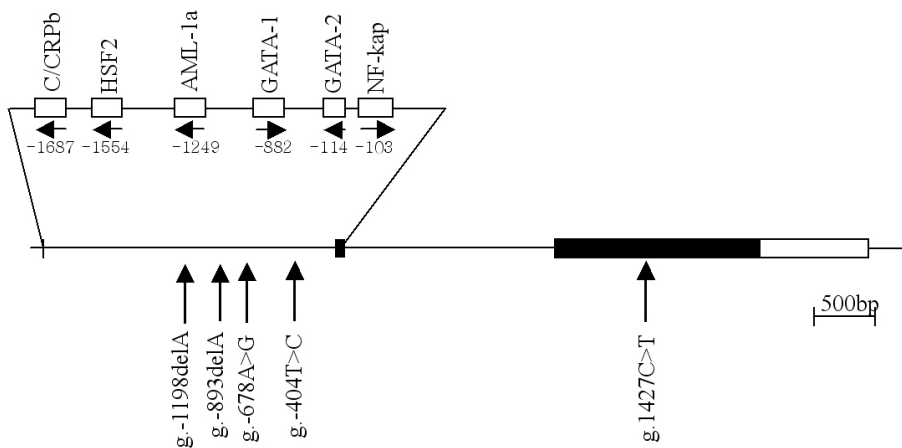 C/CRPb
HSF2
AML-1a
GATA-1
GATA-2
NF-kap
-1687
-1554
-1249
-882
-114
-103
500bp
g.-1198delA
g.-893delA
g.-678A>G
g.-404T>C
g.1427C>T